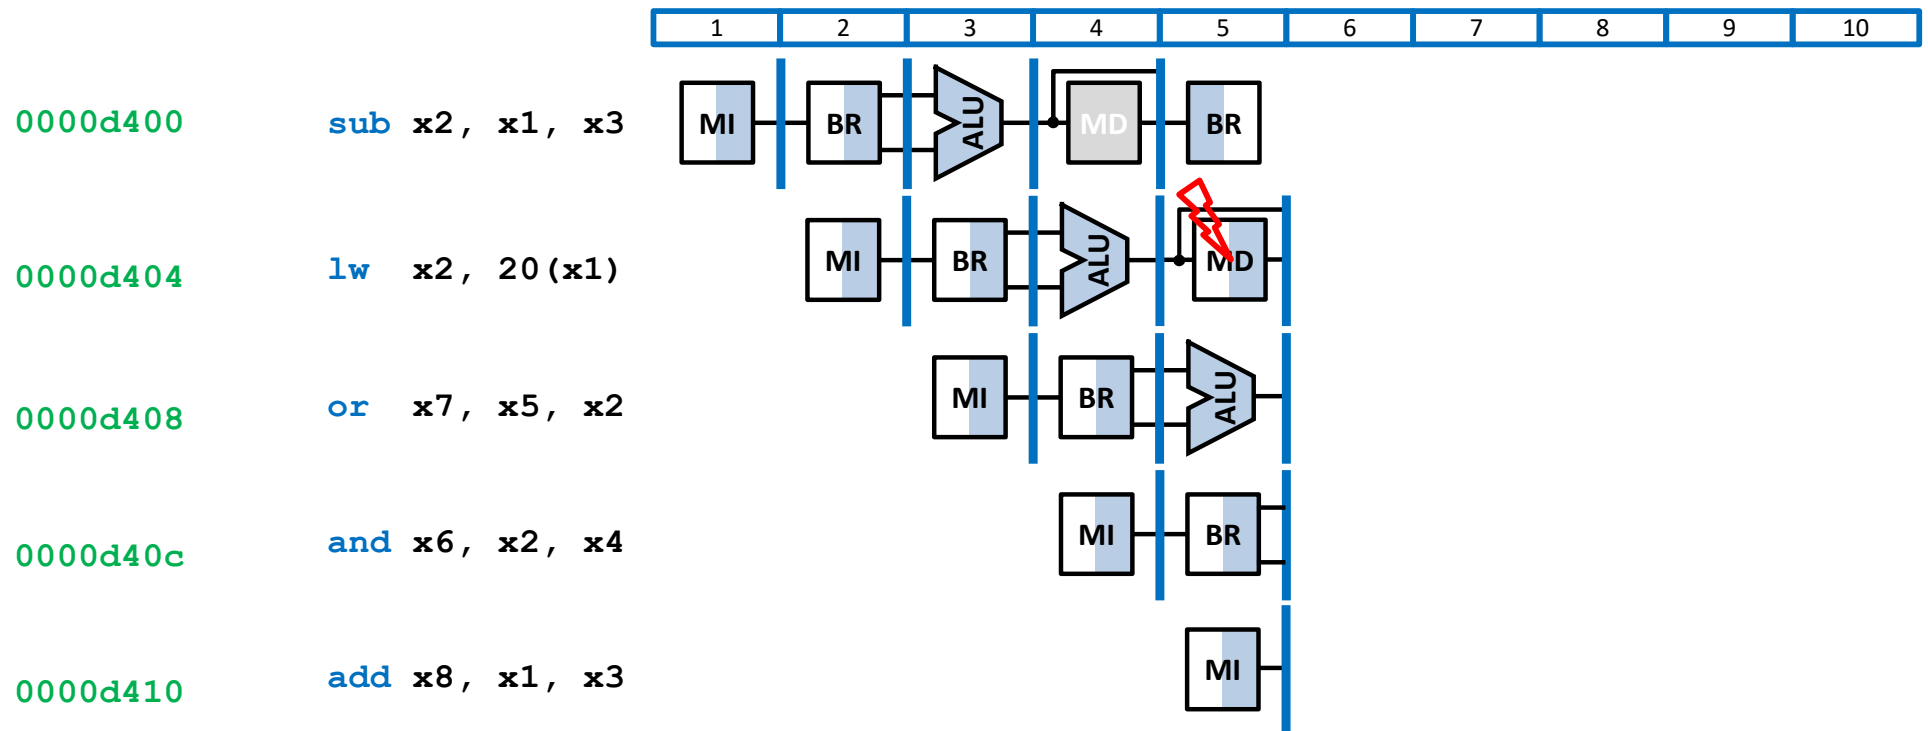 1 2 3 4 5 6 7 8 9 10
0000d400 sub x2, x1, x3 MI BR ALU MD BR
0000d404 lw x2, 20(x1) MI BR ALU MD
0000d408 or x7, x5, x2 MI BR ALU
0000d40c and x6, x2, x4 MI BR
0000d410 add x8, x1, x3 MI